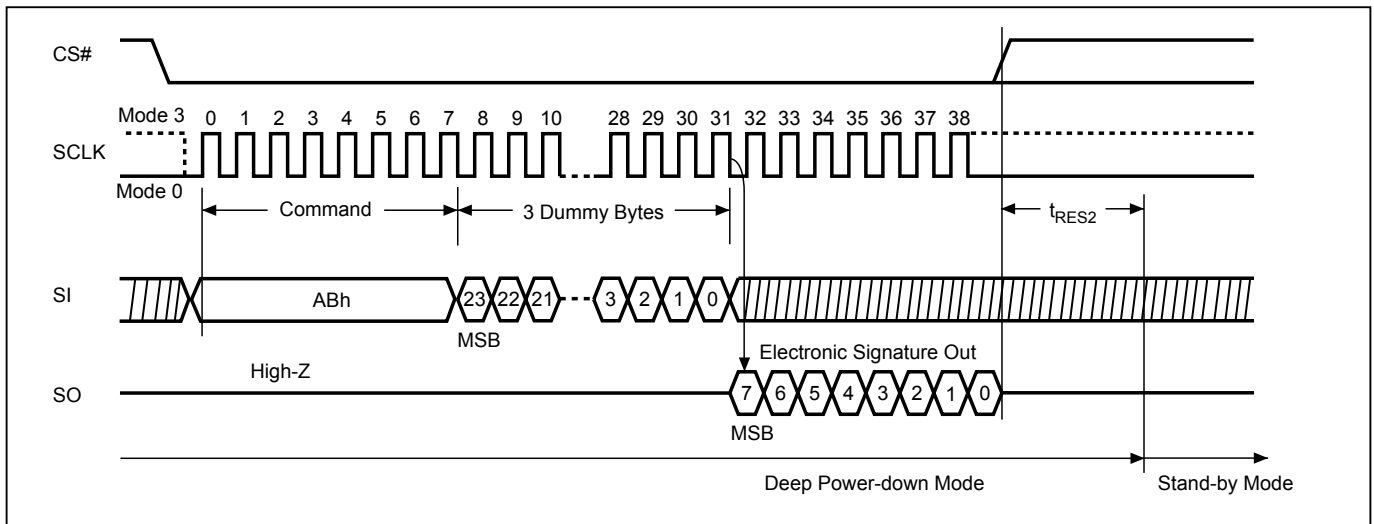 CS#
Mode 3
0 1 2 3 4 5 6 7 8 9 10 28 29 30 31 32 33 34 35 36 37 38
SCLK
Mode 0
Command
3 Dummy Bytes
tRES2
SI
ABh
23 22 21 3 2 1 0
MSB
Electronic Signature Out
High-Z
SO
7 6 5 4 3 2 1 0
MSB
Deep Power-down Mode
Stand-by Mode